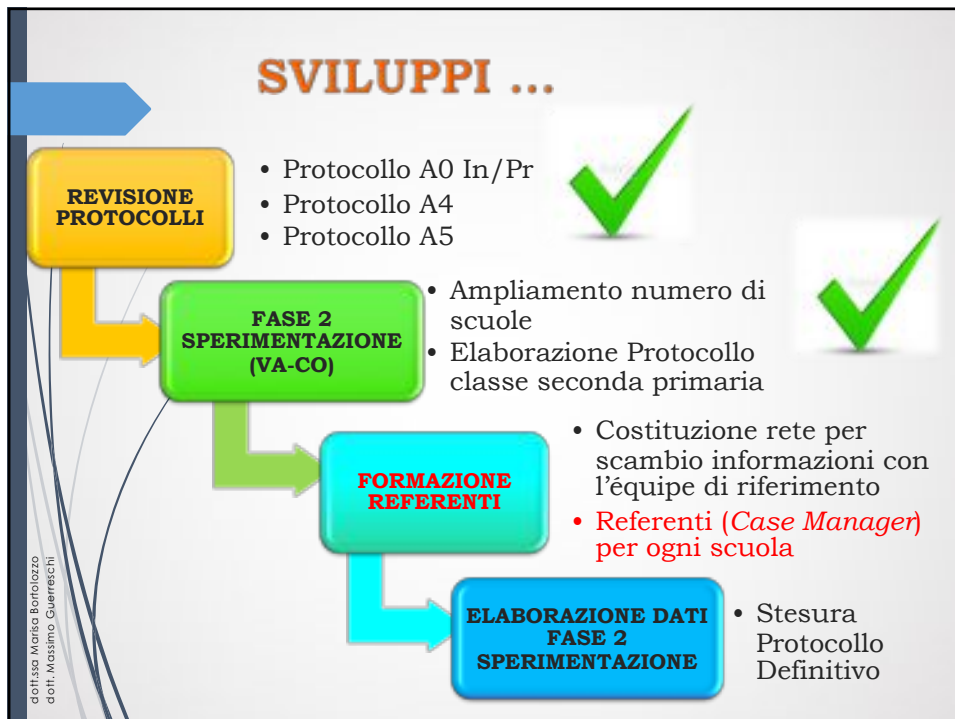 SVILUPPI ...
REVISIONE
PROTOCOLLI
• Protocollo A0 In/Pr
• Protocollo A4
• Protocollo A5
FASE 2
SPERIMENTAZIONE
(VA-CO)
• Ampliamento numero di
scuole
• Elaborazione Protocollo
classe seconda primaria
FORMAZIONE
REFERENTI
• Costituzione rete per
scambio informazioni con
l'équipe di riferimento
• Referenti (Case Manager)
per ogni scuola
ELABORAZIONE DATI
FASE 2
SPERIMENTAZIONE
• Stesura
Protocollo
Definitivo
dott.ssa Marisa Bortolozzo
dott. Massimo Guerreschi